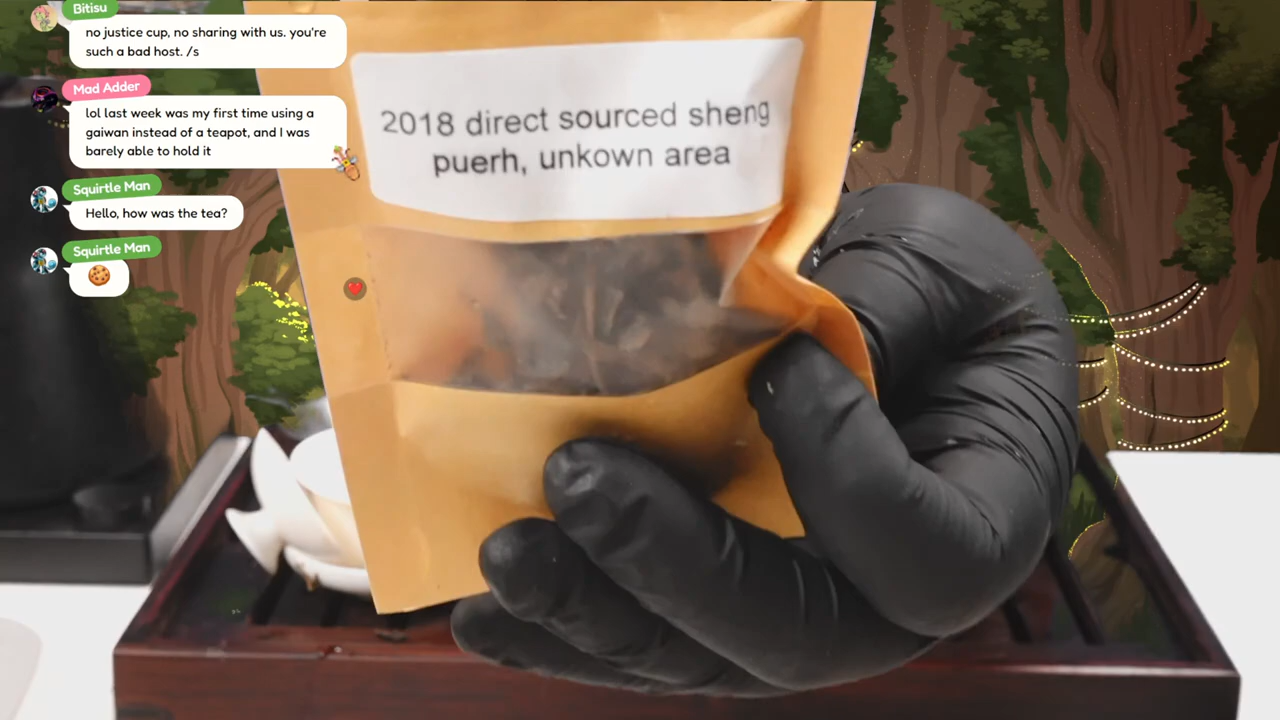 Bitisu
no justice cup, no sharing with us. you're
such a bad host. /s
Mad Adder
lol last week was my first time using a
gaiwan instead of a teapot, and I was
barely able to hold it
Squirtle Man
Hello, how was the tea?
Squirtle Man
2018 direct sourced sheng
puerh, unkown area